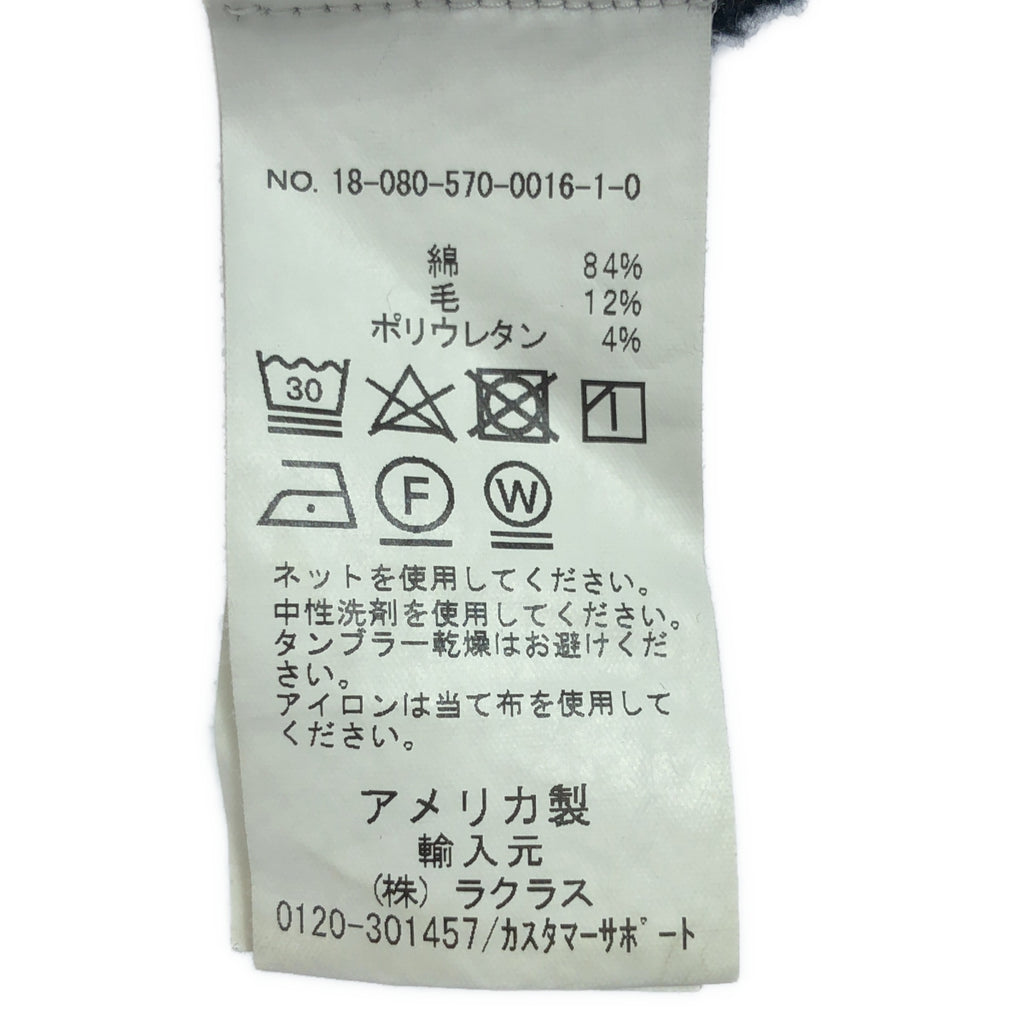 NO. 18-080-570-0016-1-0
綿 84%
毛 12%
ポリウレタン 4%
30
F W
ネットを使用してください。
中性洗剤を使用してください。
タンブラー乾燥はお避けくだ
さい。
アイロンは当て布を使用して
ください。
アメリカ製
輸入元
(株) ラクラス
0120-301457/カスタマーサポート